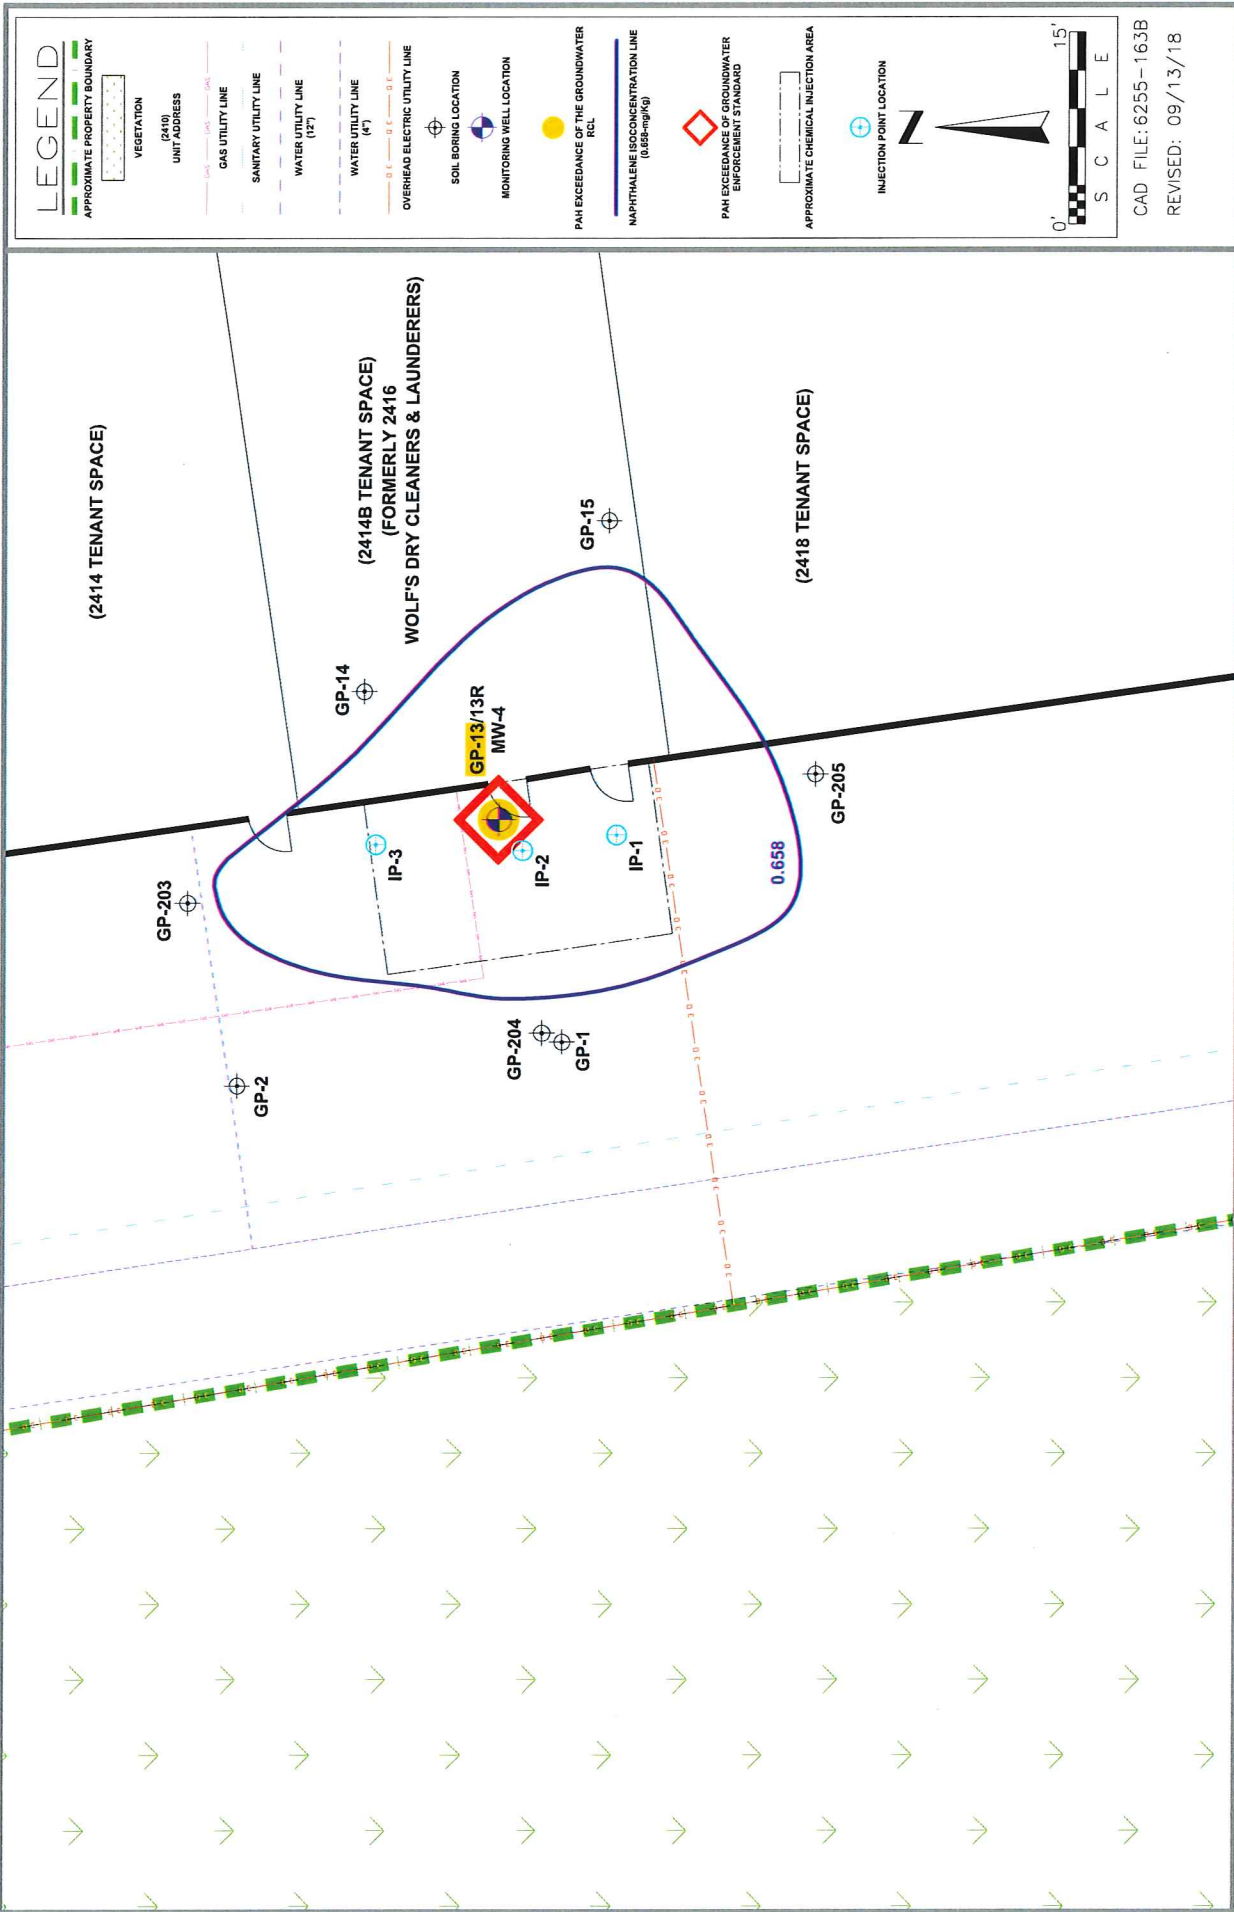 LEGEND
APPROXIMATE PROPERTY BOUNDARY
VEGETATION
(2410)
UNIT ADDRESS
GAS GAS GAS
GAS UTILITY LINE
SANITARY UTILITY LINE
WATER UTILITY LINE
(12")
WATER UTILITY LINE
(4")
O E O E O E
OVERHEAD ELECTRIC UTILITY LINE
SOIL BORING LOCATION
MONITORING WELL LOCATION
PAH EXCEEDANCE OF THE GROUNDWATER
RCL
NAPHTHALENE ISOCONCENTRATION LINE
(0.658-mg/Kg)
PAH EXCEEDANCE OF GROUNDWATER
ENFORCEMENT STANDARD
APPROXIMATE CHEMICAL INJECTION AREA
INJECTION POINT LOCATION
N
0' 15'
SCALE
CAD FILE: 6255-163B
REVISED: 09/13/18
(2414 TENANT SPACE)
(2414B TENANT SPACE)
(FORMERLY 2416
WOLF'S DRY CLEANERS & LAUNDERERS)
(2418 TENANT SPACE)
GP-14
GP-15
GP-13/13R
MW-4
GP-203
IP-3
IP-2
IP-1
GP-205
0.658
GP-204
GP-1
GP-2